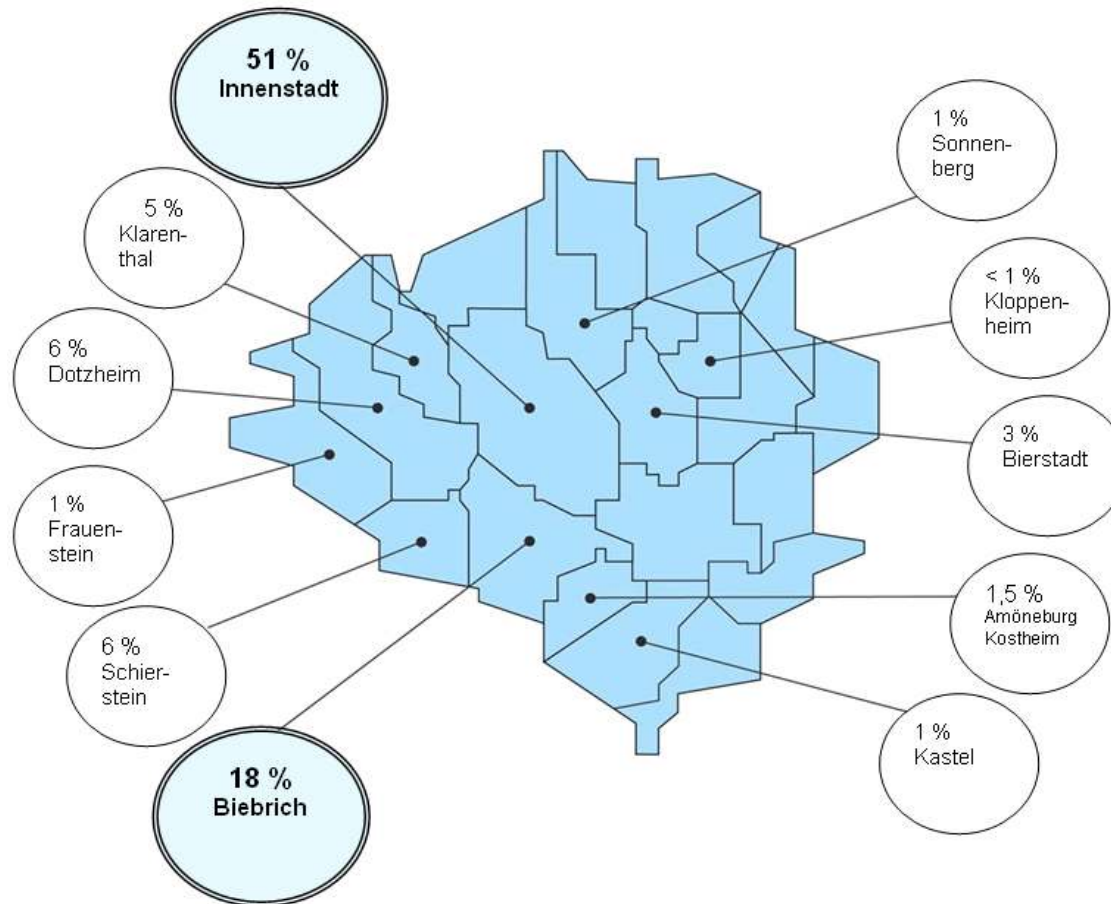 51 %
Innenstadt
5 %
Klaren-
thal
6 %
Dotzheim
1 %
Frauen-
stein
6 %
Schier-
stein
18 %
Biebrich
1 %
Sonnen-
berg
< 1 %
Kloppen-
heim
3 %
Bierstadt
1,5 %
Amöneburg
Kostheim
1 %
Kastel